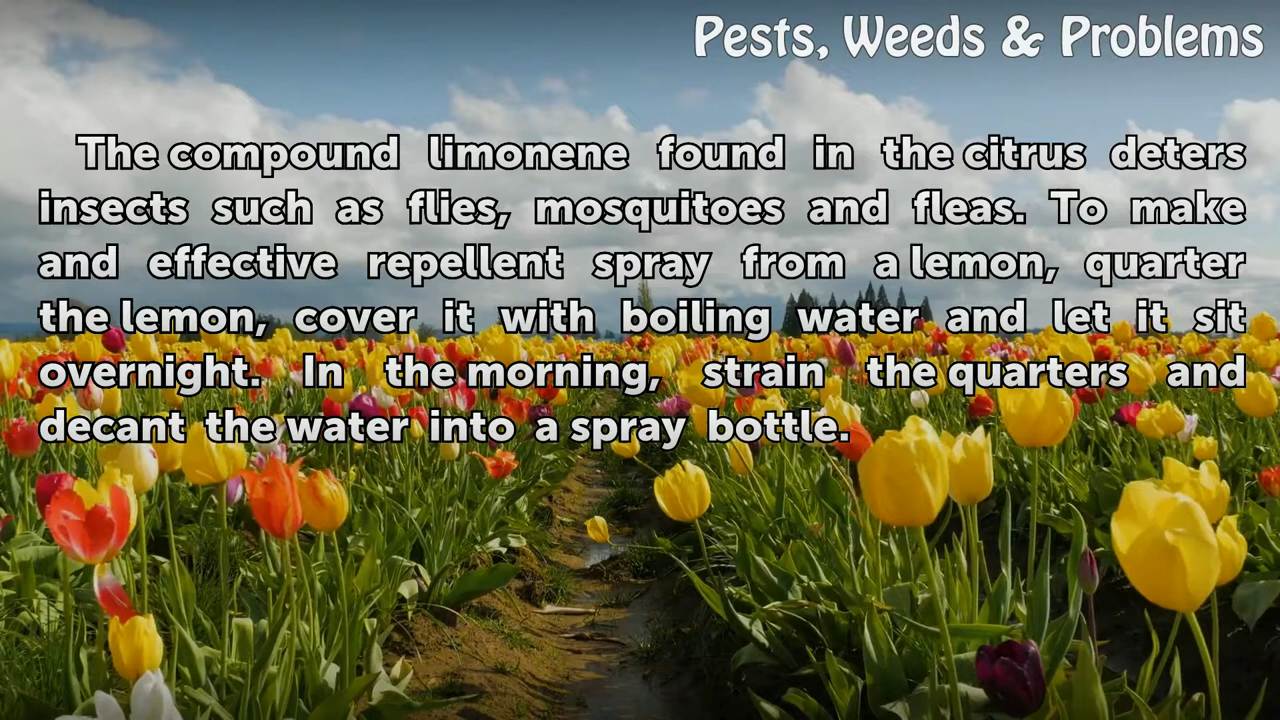 Pests, Weeds & Problems
The compound limonene found in the citrus deters
insects such as flies, mosquitoes and fleas. To make
and effective repellent spray from a lemon, quarter
the lemon, cover it with boiling water and let it sit
overnight. In the morning, strain the quarters and
decant the water into a spray bottle.